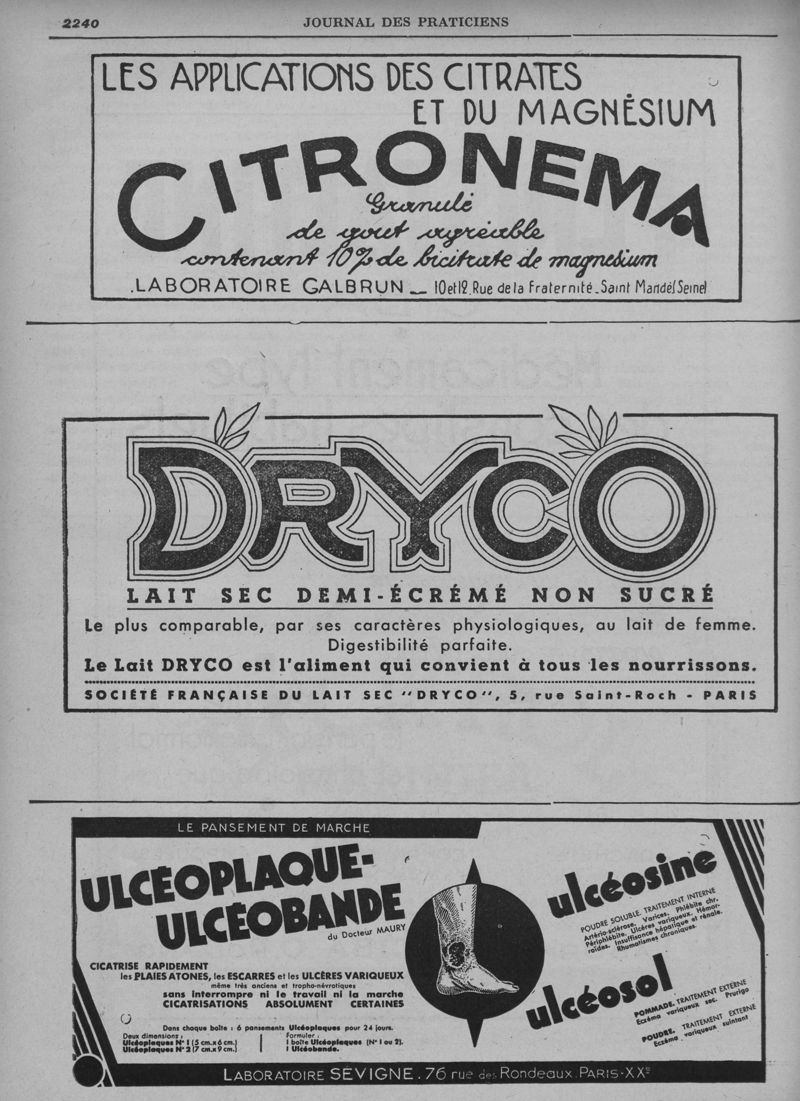 2240
JOURNAL DES PRATICIENS
LES APPLICATIONS DES CITRATES
ET DU MAGNÉSIUM
CITRONEMA
Granulé
de gout agréable
contenant 10% de bicitrate de magnesium
.LABORATOIRE GALBRUN _ 10 et 12, Rue de la Fraternité_Saint Mandé (Seine)
DRYCO
LAIT SEC DEMI-ÉCRÉMÉ NON SUCRÉ
Le plus comparable, par ses caractères physiologiques, au lait de femme.
Digestibilité parfaite.
Le Lait DRYCO est l'aliment qui convient à tous les nourrissons.
SOCIÉTÉ FRANÇAISE DU LAIT SEC "DRYCO", 5, rue Saint-Roch - PARIS
LE PANSEMENT DE MARCHE
ULCÉOPLAQUE-
ULCÉOBANDE
du Docteur MAURY
CICATRISE RAPIDEMENT
les PLAIES ATONES, les ESCARRES et les ULCÈRES VARIQUEUX
même très anciens et tropho-névrotiques
sans interrompre ni le travail ni la marche
CICATRISATIONS ABSOLUMENT CERTAINES
Dans chaque boîte : 6 pansements Ulcéoplaques pour 24 jours.
Deux dimensions :
Ulcéoplaques Nº 1 (5 cm.x 6 cm.)
Ulcéoplaques Nº 2 (7 cm.x 9 cm.)
Formuler :
1 boîte Ulcéoplaques (Nº 1 ou 2).
1 Ulcéobande.
ulcéosine
POUDRE SOLUBLE. TRAITEMENT INTERNE
Artério-sclérose. Varices. Phlébite chr.
Périphlébite. Ulcères variqueux. Hémor-
roïdes. Insuffisance hépatique et rénale.
Rhumatismes chroniques.
ulcéosol
POMMADE. TRAITEMENT EXTERNE
Eczéma variqueux sec. Prurigo
POUDRE. TRAITEMENT EXTERNE
Eczéma variqueux suintant
LABORATOIRE SÉVIGNÉ. 76 rue des Rondeaux. PARIS-XXe